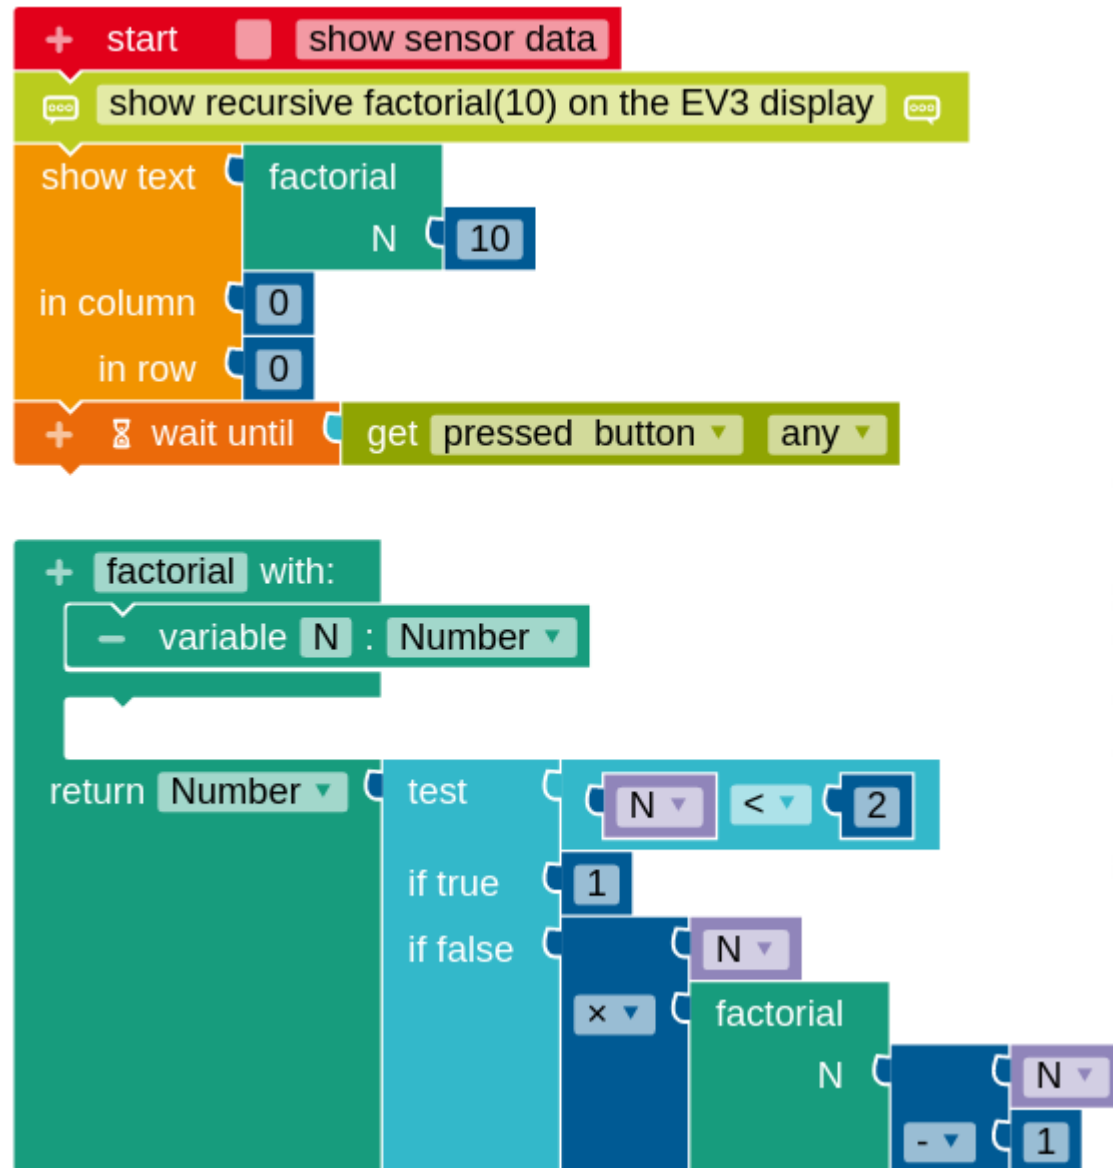 + start show sensor data
show recursive factorial(10) on the EV3 display
show text factorial
N 10
in column 0
in row 0
+ wait until get pressed button any
+ factorial with:
- variable N : Number
return Number test N < 2
if true 1
if false N
× factorial
N N
- 1